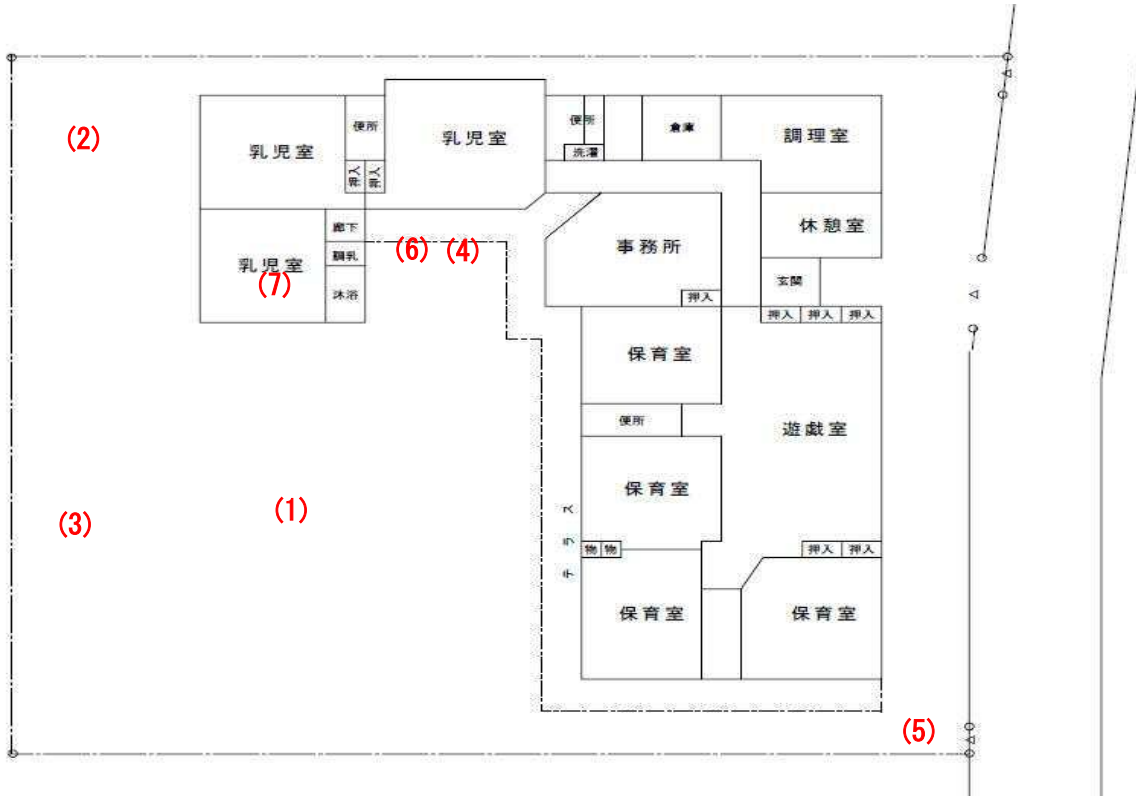 (2)
乳児室
便所
押入
押入
乳児室
便所
洗濯
倉庫
調理室
休憩室
廊下
調乳
沐浴
乳児室
(7)
(6)
(4)
事務所
押入
玄関
押入
押入
押入
保育室
便所
遊戯室
保育室
テラス
物
物
押入
押入
保育室
保育室
(3)
(1)
(5)